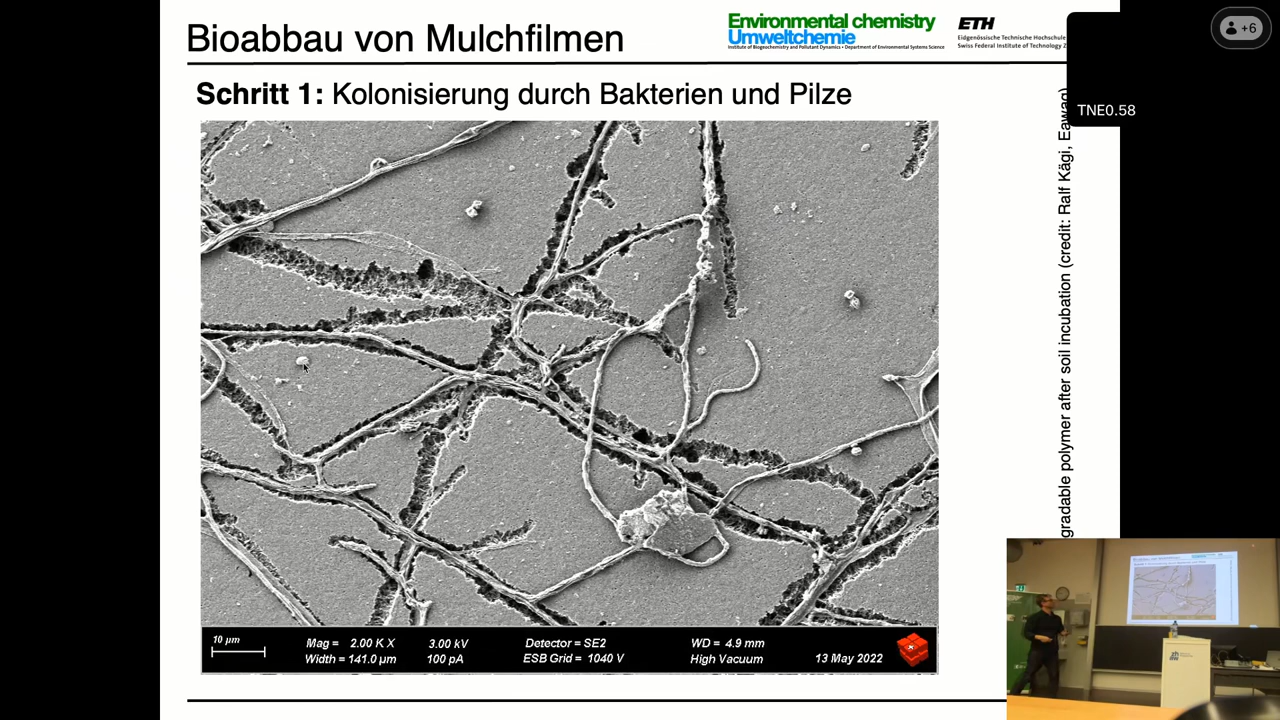 Bioabbau von Mulchfilmen
Environmental chemistry
Umweltchemie
Institute of Biogeochemistry and Pollutant Dynamics • Department of Environmental Systems Science
ETH
Eidgenössische Technische Hochschule
Swiss Federal Institute of Technology Z
+6
TNE0.58
Schritt 1: Kolonisierung durch Bakterien und Pilze
gradable polymer after soil incubation (credit: Ralf Kägi, Eawag)
10 µm
Mag = 2.00 K X
3.00 kV
Detector = SE2
WD = 4.9 mm
Width = 141.0 µm
100 pA
ESB Grid = 1040 V
High Vacuum
13 May 2022